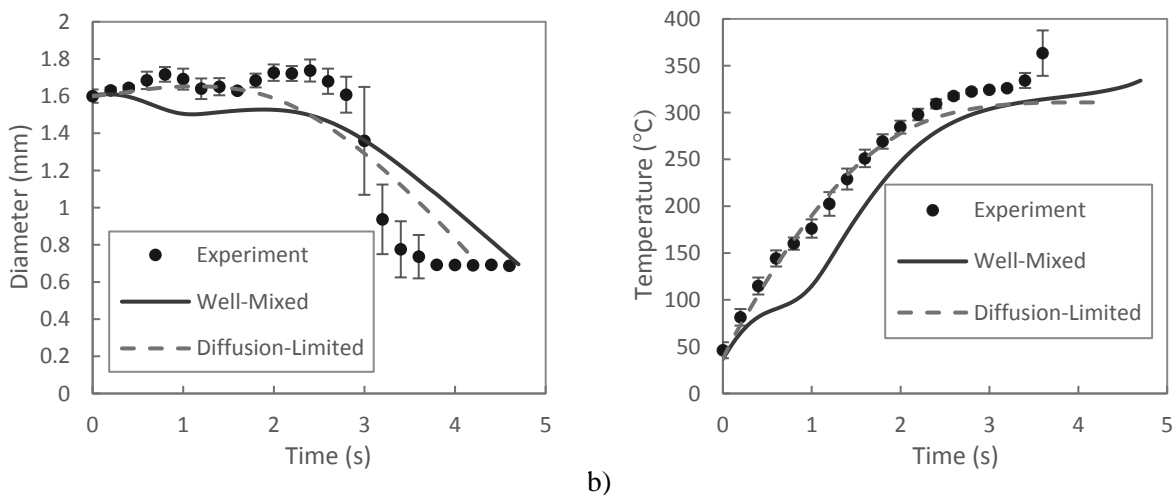 2
1.8
1.6
1.4
1.2
1
0.8
0.6
0.4
0.2
0
Diameter (mm)
Experiment
Well-Mixed
Diffusion-Limited
0 1 2 3 4 5
Time (s)
400
350
300
250
200
150
100
50
0
Temperature (°C)
Experiment
Well-Mixed
Diffusion-Limited
0 1 2 3 4 5
Time (s)
b)